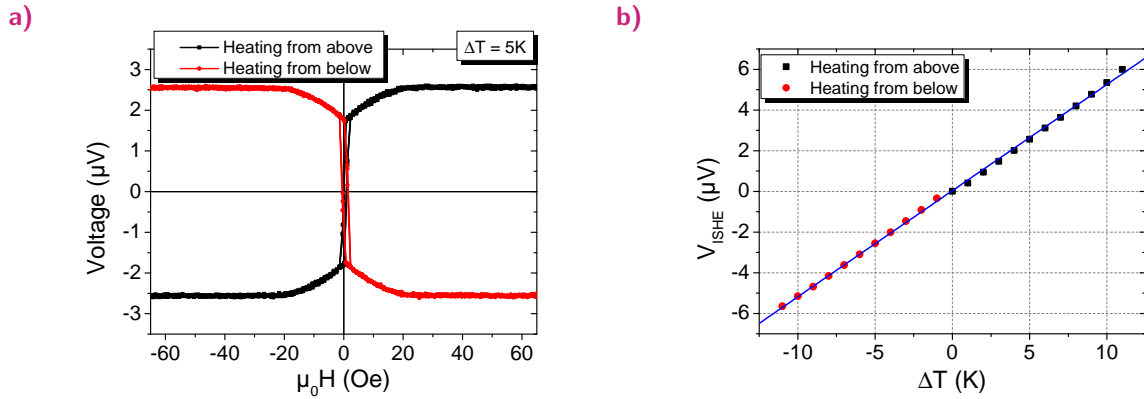 a)
Heating from above
Heating from below
ΔT = 5K
3
2
1
0
-1
-2
-3
Voltage (µV)
-60
-40
-20
0
20
40
60
µ₀H (Oe)
b)
Heating from above
Heating from below
6
4
2
0
-2
-4
-6
V_ISHE (µV)
-10
-5
0
5
10
ΔT (K)